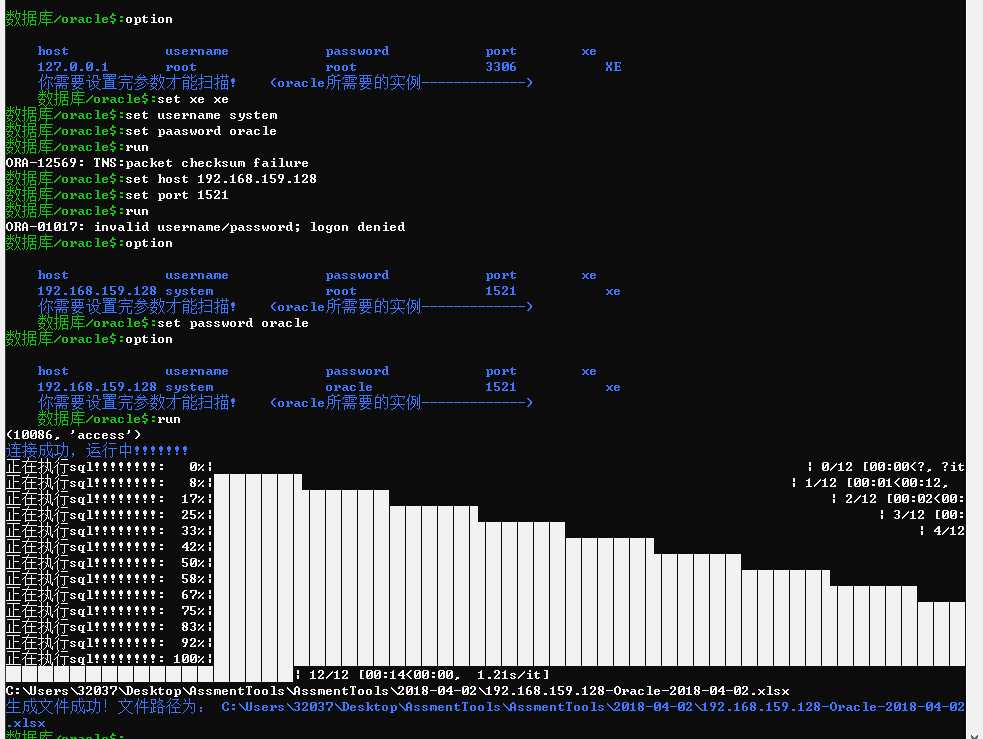 数据库/oracle$:option
host username password port xe
127.0.0.1 root root 3306 XE
你需要设置完参数才能扫描! (oracle所需要的实例-------------)
数据库/oracle$:set xe xe
数据库/oracle$:set username system
数据库/oracle$:set paasword oracle
数据库/oracle$:run
ORA-12569: TNS:packet checksum failure
数据库/oracle$:set host 192.168.159.128
数据库/oracle$:set port 1521
数据库/oracle$:run
ORA-01017: invalid username/password; logon denied
数据库/oracle$:option
host username password port xe
192.168.159.128 system root 1521 xe
你需要设置完参数才能扫描! (oracle所需要的实例-------------)
数据库/oracle$:set password oracle
数据库/oracle$:option
host username password port xe
192.168.159.128 system oracle 1521 xe
你需要设置完参数才能扫描! (oracle所需要的实例-------------)
数据库/oracle$:run
(10086, 'access')
连接成功, 运行中!!!!!!!
正在执行sql!!!!!!!!: 0%| | 0/12 [00:00<?, ?it
正在执行sql!!!!!!!!: 8%| | 1/12 [00:01<00:12,
正在执行sql!!!!!!!!: 17%| | 2/12 [00:02<00:
正在执行sql!!!!!!!!: 25%| | 3/12 [00:
正在执行sql!!!!!!!!: 33%| | 4/12
正在执行sql!!!!!!!!: 42%|
正在执行sql!!!!!!!!: 50%|
正在执行sql!!!!!!!!: 58%|
正在执行sql!!!!!!!!: 67%|
正在执行sql!!!!!!!!: 75%|
正在执行sql!!!!!!!!: 83%|
正在执行sql!!!!!!!!: 92%|
正在执行sql!!!!!!!!: 100%|
| 12/12 [00:14<00:00, 1.21s/it]
C:\Users\32037\Desktop\AssmentTools\AssmentTools\2018-04-02\192.168.159.128-Oracle-2018-04-02.xlsx
生成文件成功! 文件路径为: C:\Users\32037\Desktop\AssmentTools\AssmentTools\2018-04-02\192.168.159.128-Oracle-2018-04-02
.xlsx
数据库/oracle$: